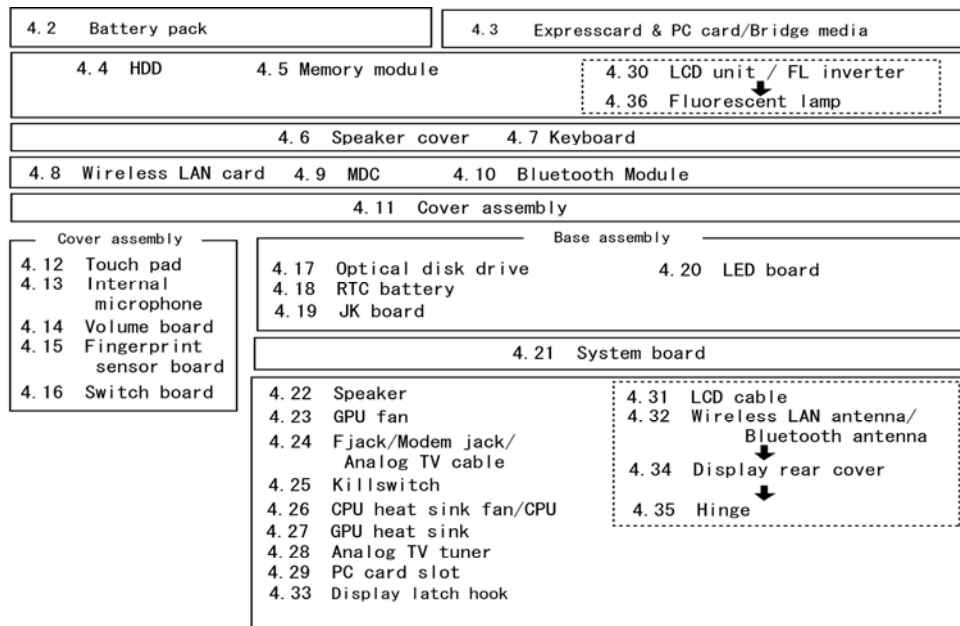 4.2 Battery pack
4.3 Expresscard & PC card/Bridge media
4.4 HDD 4.5 Memory module
4.30 LCD unit / FL inverter
4.36 Fluorescent lamp
4.6 Speaker cover 4.7 Keyboard
4.8 Wireless LAN card 4.9 MDC 4.10 Bluetooth Module
4.11 Cover assembly
Cover assembly
4.12 Touch pad
4.13 Internal
microphone
4.14 Volume board
4.15 Fingerprint
sensor board
4.16 Switch board
Base assembly
4.17 Optical disk drive 4.20 LED board
4.18 RTC battery
4.19 JK board
4.21 System board
4.22 Speaker
4.23 GPU fan
4.24 Fjack/Modem jack/
Analog TV cable
4.25 Killswitch
4.26 CPU heat sink fan/CPU
4.27 GPU heat sink
4.28 Analog TV tuner
4.29 PC card slot
4.33 Display latch hook
4.31 LCD cable
4.32 Wireless LAN antenna/
Bluetooth antenna
4.34 Display rear cover
4.35 Hinge